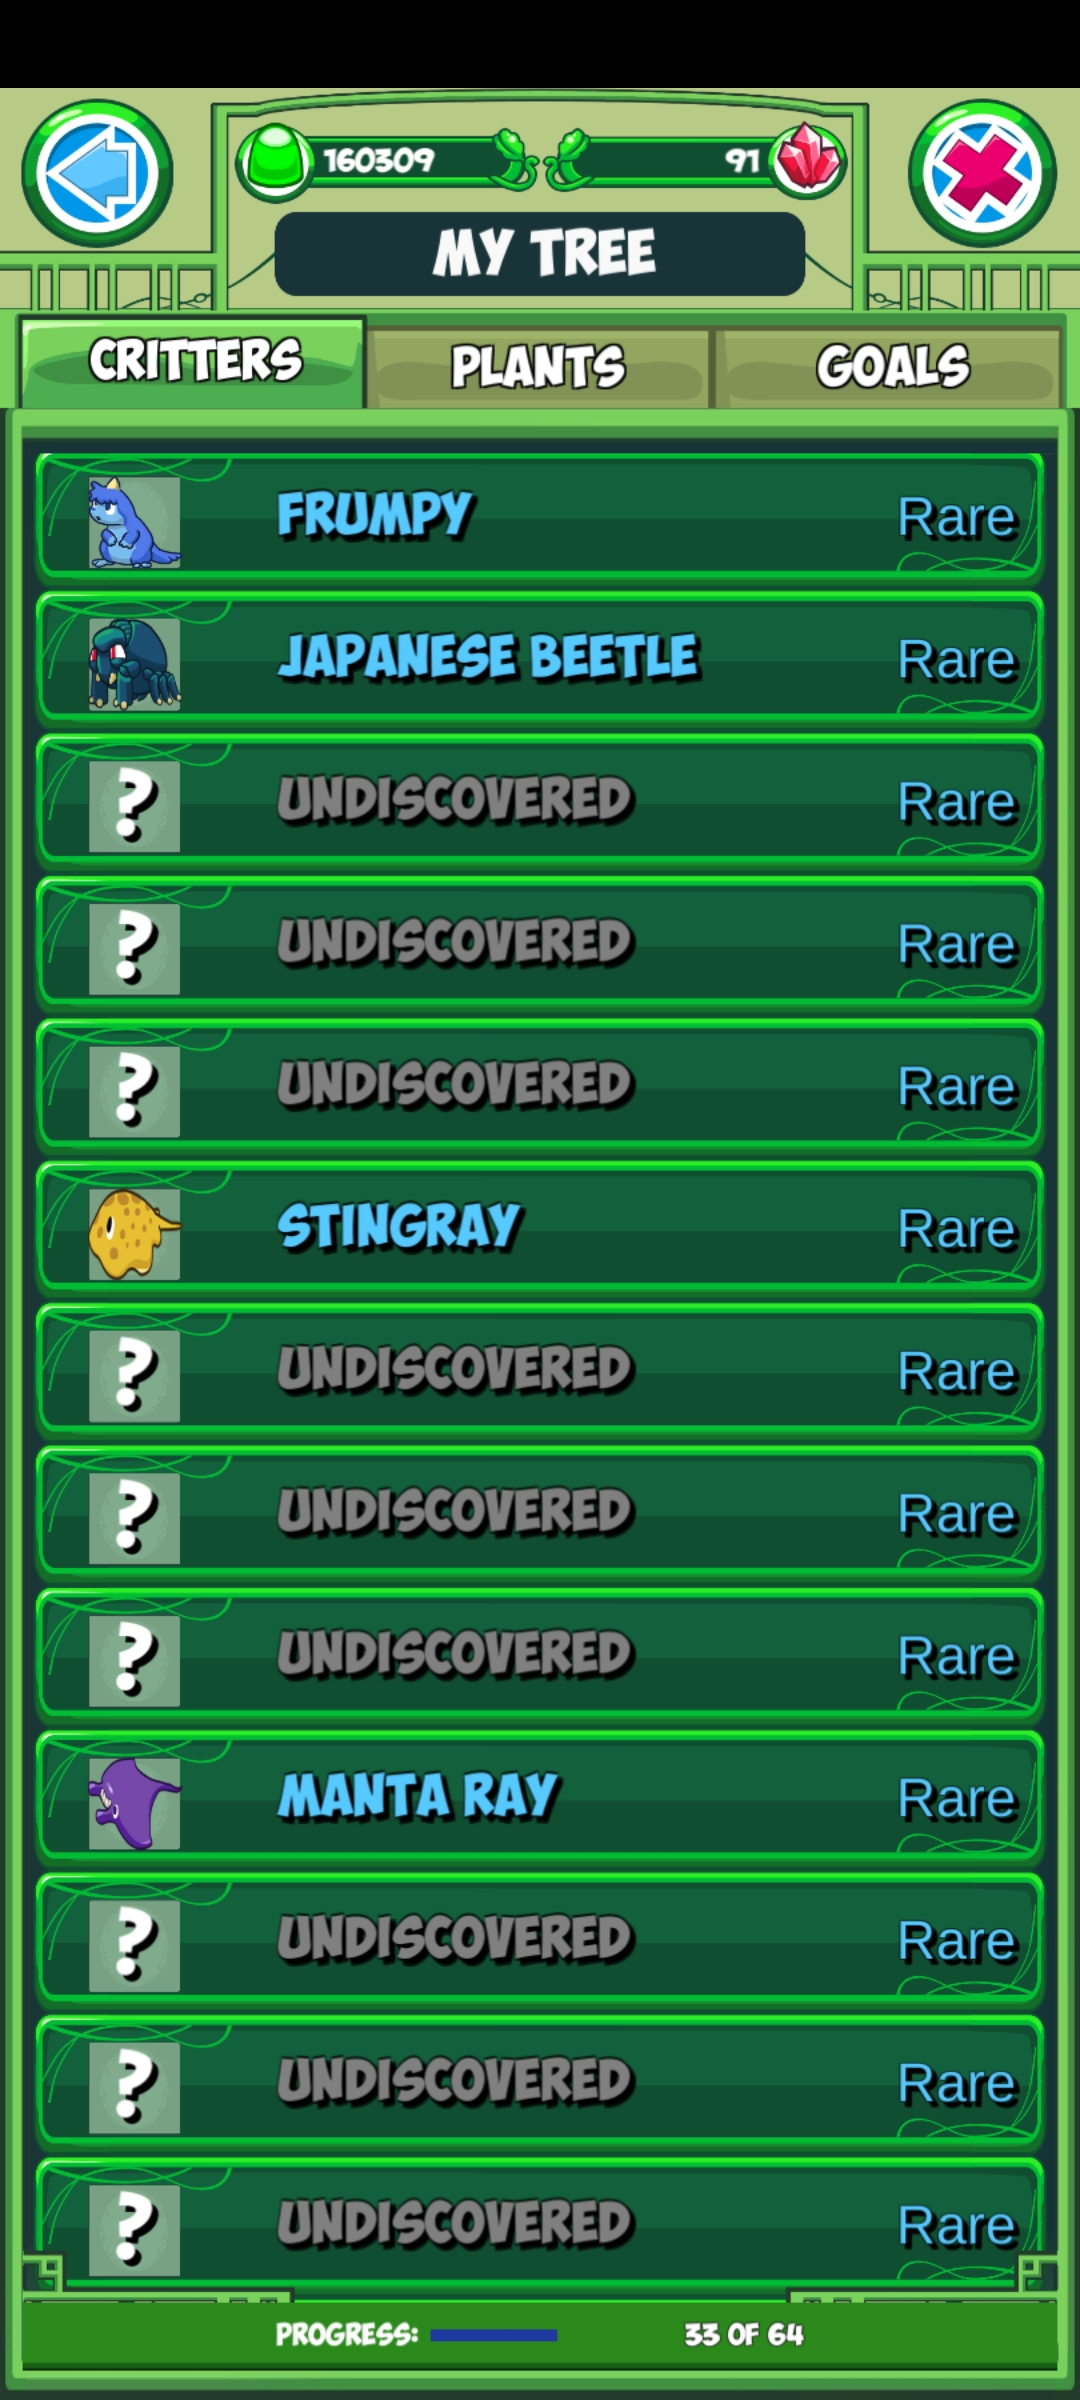 160309
91
MY TREE
CRITTERS
PLANTS
GOALS
FRUMPY Rare
JAPANESE BEETLE Rare
? UNDISCOVERED Rare
? UNDISCOVERED Rare
? UNDISCOVERED Rare
STINGRAY Rare
? UNDISCOVERED Rare
? UNDISCOVERED Rare
? UNDISCOVERED Rare
MANTA RAY Rare
? UNDISCOVERED Rare
? UNDISCOVERED Rare
? UNDISCOVERED Rare
PROGRESS: 33 OF 64